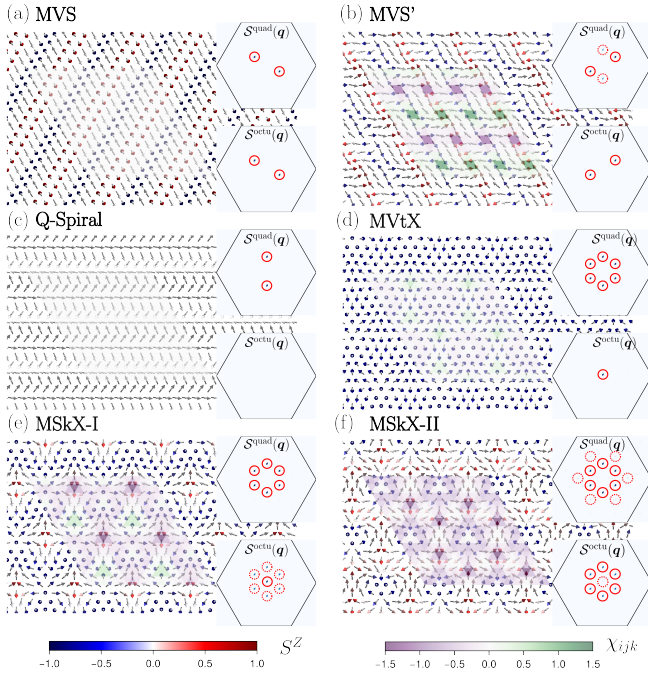 (a) MVS
𝒮^quad(q)
𝒮^octu(q)
(b) MVS'
𝒮^quad(q)
𝒮^octu(q)
(c) Q-Spiral
𝒮^quad(q)
𝒮^octu(q)
(d) MVtX
𝒮^quad(q)
𝒮^octu(q)
(e) MSkX-I
𝒮^quad(q)
𝒮^octu(q)
(f) MSkX-II
𝒮^quad(q)
𝒮^octu(q)
−1.0 −0.5 0.0 0.5 1.0 S^Z
−1.5 −1.0 −0.5 0.0 0.5 1.0 1.5 χ_ijk